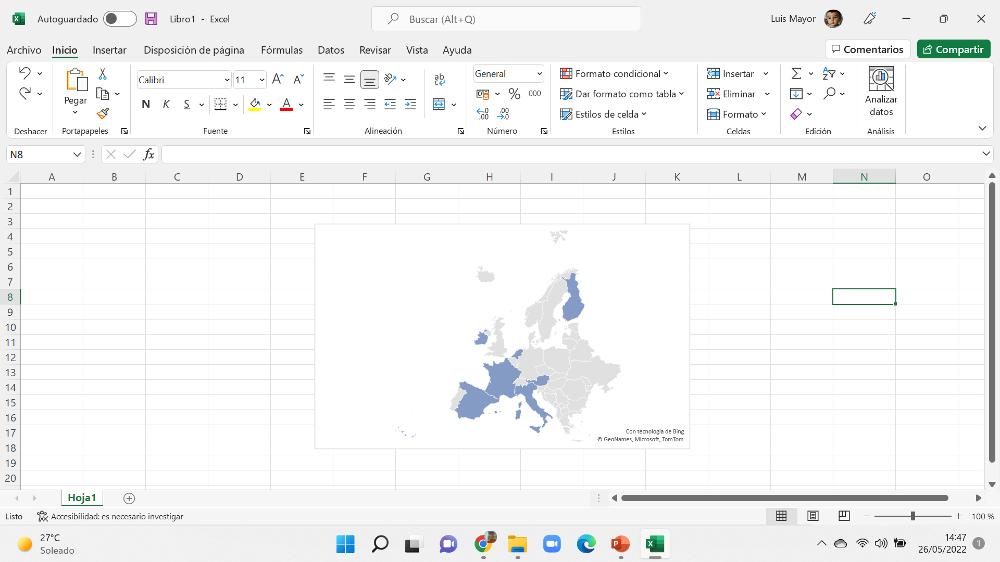 Autoguardado
Libro1 - Excel
Buscar (Alt+Q)
Luis Mayor
Archivo Inicio Insertar Disposición de página Fórmulas Datos Revisar Vista Ayuda
Comentarios Compartir
Pegar
Calibri 11
N K S
A A
ab
General
% 000
Formato condicional
Dar formato como tabla
Estilos de celda
Insertar
Eliminar
Formato
Analizar
datos
Deshacer Portapapeles Fuente Alineación Número Estilos Celdas Edición Análisis
N8
fx
A B C D E F G H I J K L M N O
1
2
3
4
5
6
7
8
9
10
11
12
13
14
15
16
17
18
19
20
Con tecnología de Bing
© GeoNames, Microsoft, TomTom
Hoja1
Listo
Accesibilidad: es necesario investigar
100 %
27°C
Soleado
14:47
26/05/2022
1